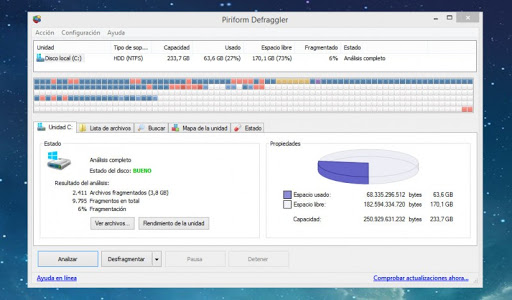 Piriform Defraggler
Acción Configuración Ayuda
Unidad Tipo de sop... Capacidad Usado Espacio libre Fragmentado Estado
Disco local (C:) HDD (NTFS) 233,7 GB 63,6 GB (27%) 170,1 GB (73%) 6% Análisis completo
Unidad C: Lista de archivos Buscar Mapa de la unidad Estado
Estado
Análisis completo
Estado del disco: BUENO
Resultado del análisis:
2.411 Archivos fragmentados (3,8 GB)
9.795 Fragmentos en total
6% Fragmentación
Ver archivos... Rendimiento de la unidad
Propiedades
Espacio usado: 68.335.296.512 bytes 63,6 GB
Espacio libre: 182.594.334.720 bytes 170,1 GB
Capacidad: 250.929.631.232 bytes 233,7 GB
Analizar Desfragmentar Pausa Detener
Ayuda en línea Comprobar actualizaciones ahora...